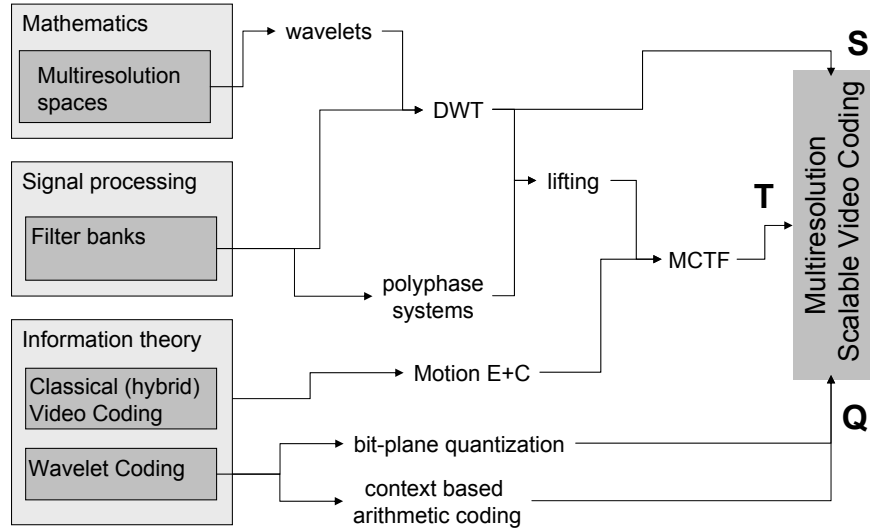 Mathematics
Multiresolution
spaces
Signal processing
Filter banks
Information theory
Classical (hybrid)
Video Coding
Wavelet Coding
wavelets
DWT
lifting
polyphase
systems
MCTF
Motion E+C
bit-plane quantization
context based
arithmetic coding
S
T
Q
Multiresolution
Scalable Video Coding